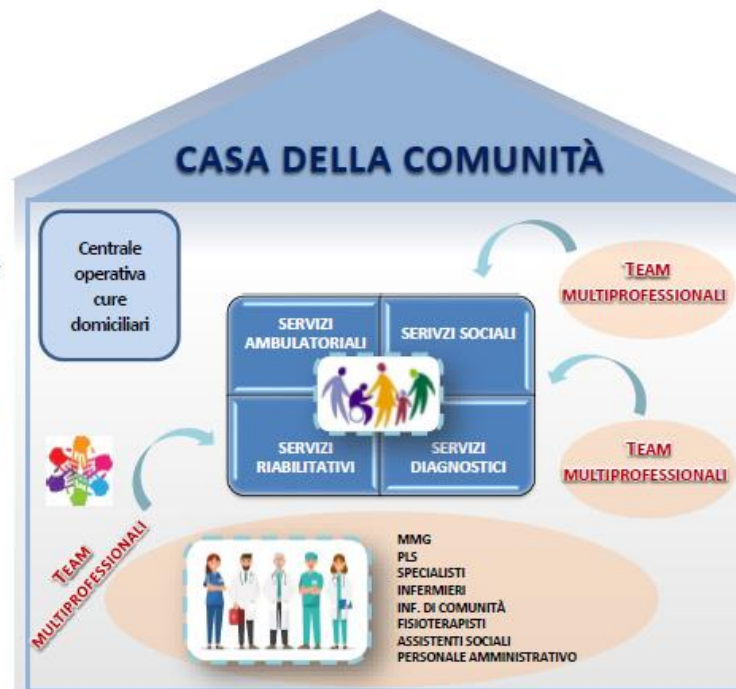 CASA DELLA COMUNITÀ
Centrale
operativa
cure
domiciliari
TEAM
MULTIPROFESSIONALI
SERVIZI
AMBULATORIALI
SERIVZI SOCIALI
SERVIZI
RIABILITATIVI
SERVIZI
DIAGNOSTICI
TEAM
MULTIPROFESSIONALI
TEAM
MULTIPROFESSIONALI
MMG
PLS
SPECIALISTI
INFERMIERI
INF. DI COMUNITÀ
FISIOTERAPISTI
ASSISTENTI SOCIALI
PERSONALE AMMINISTRATIVO